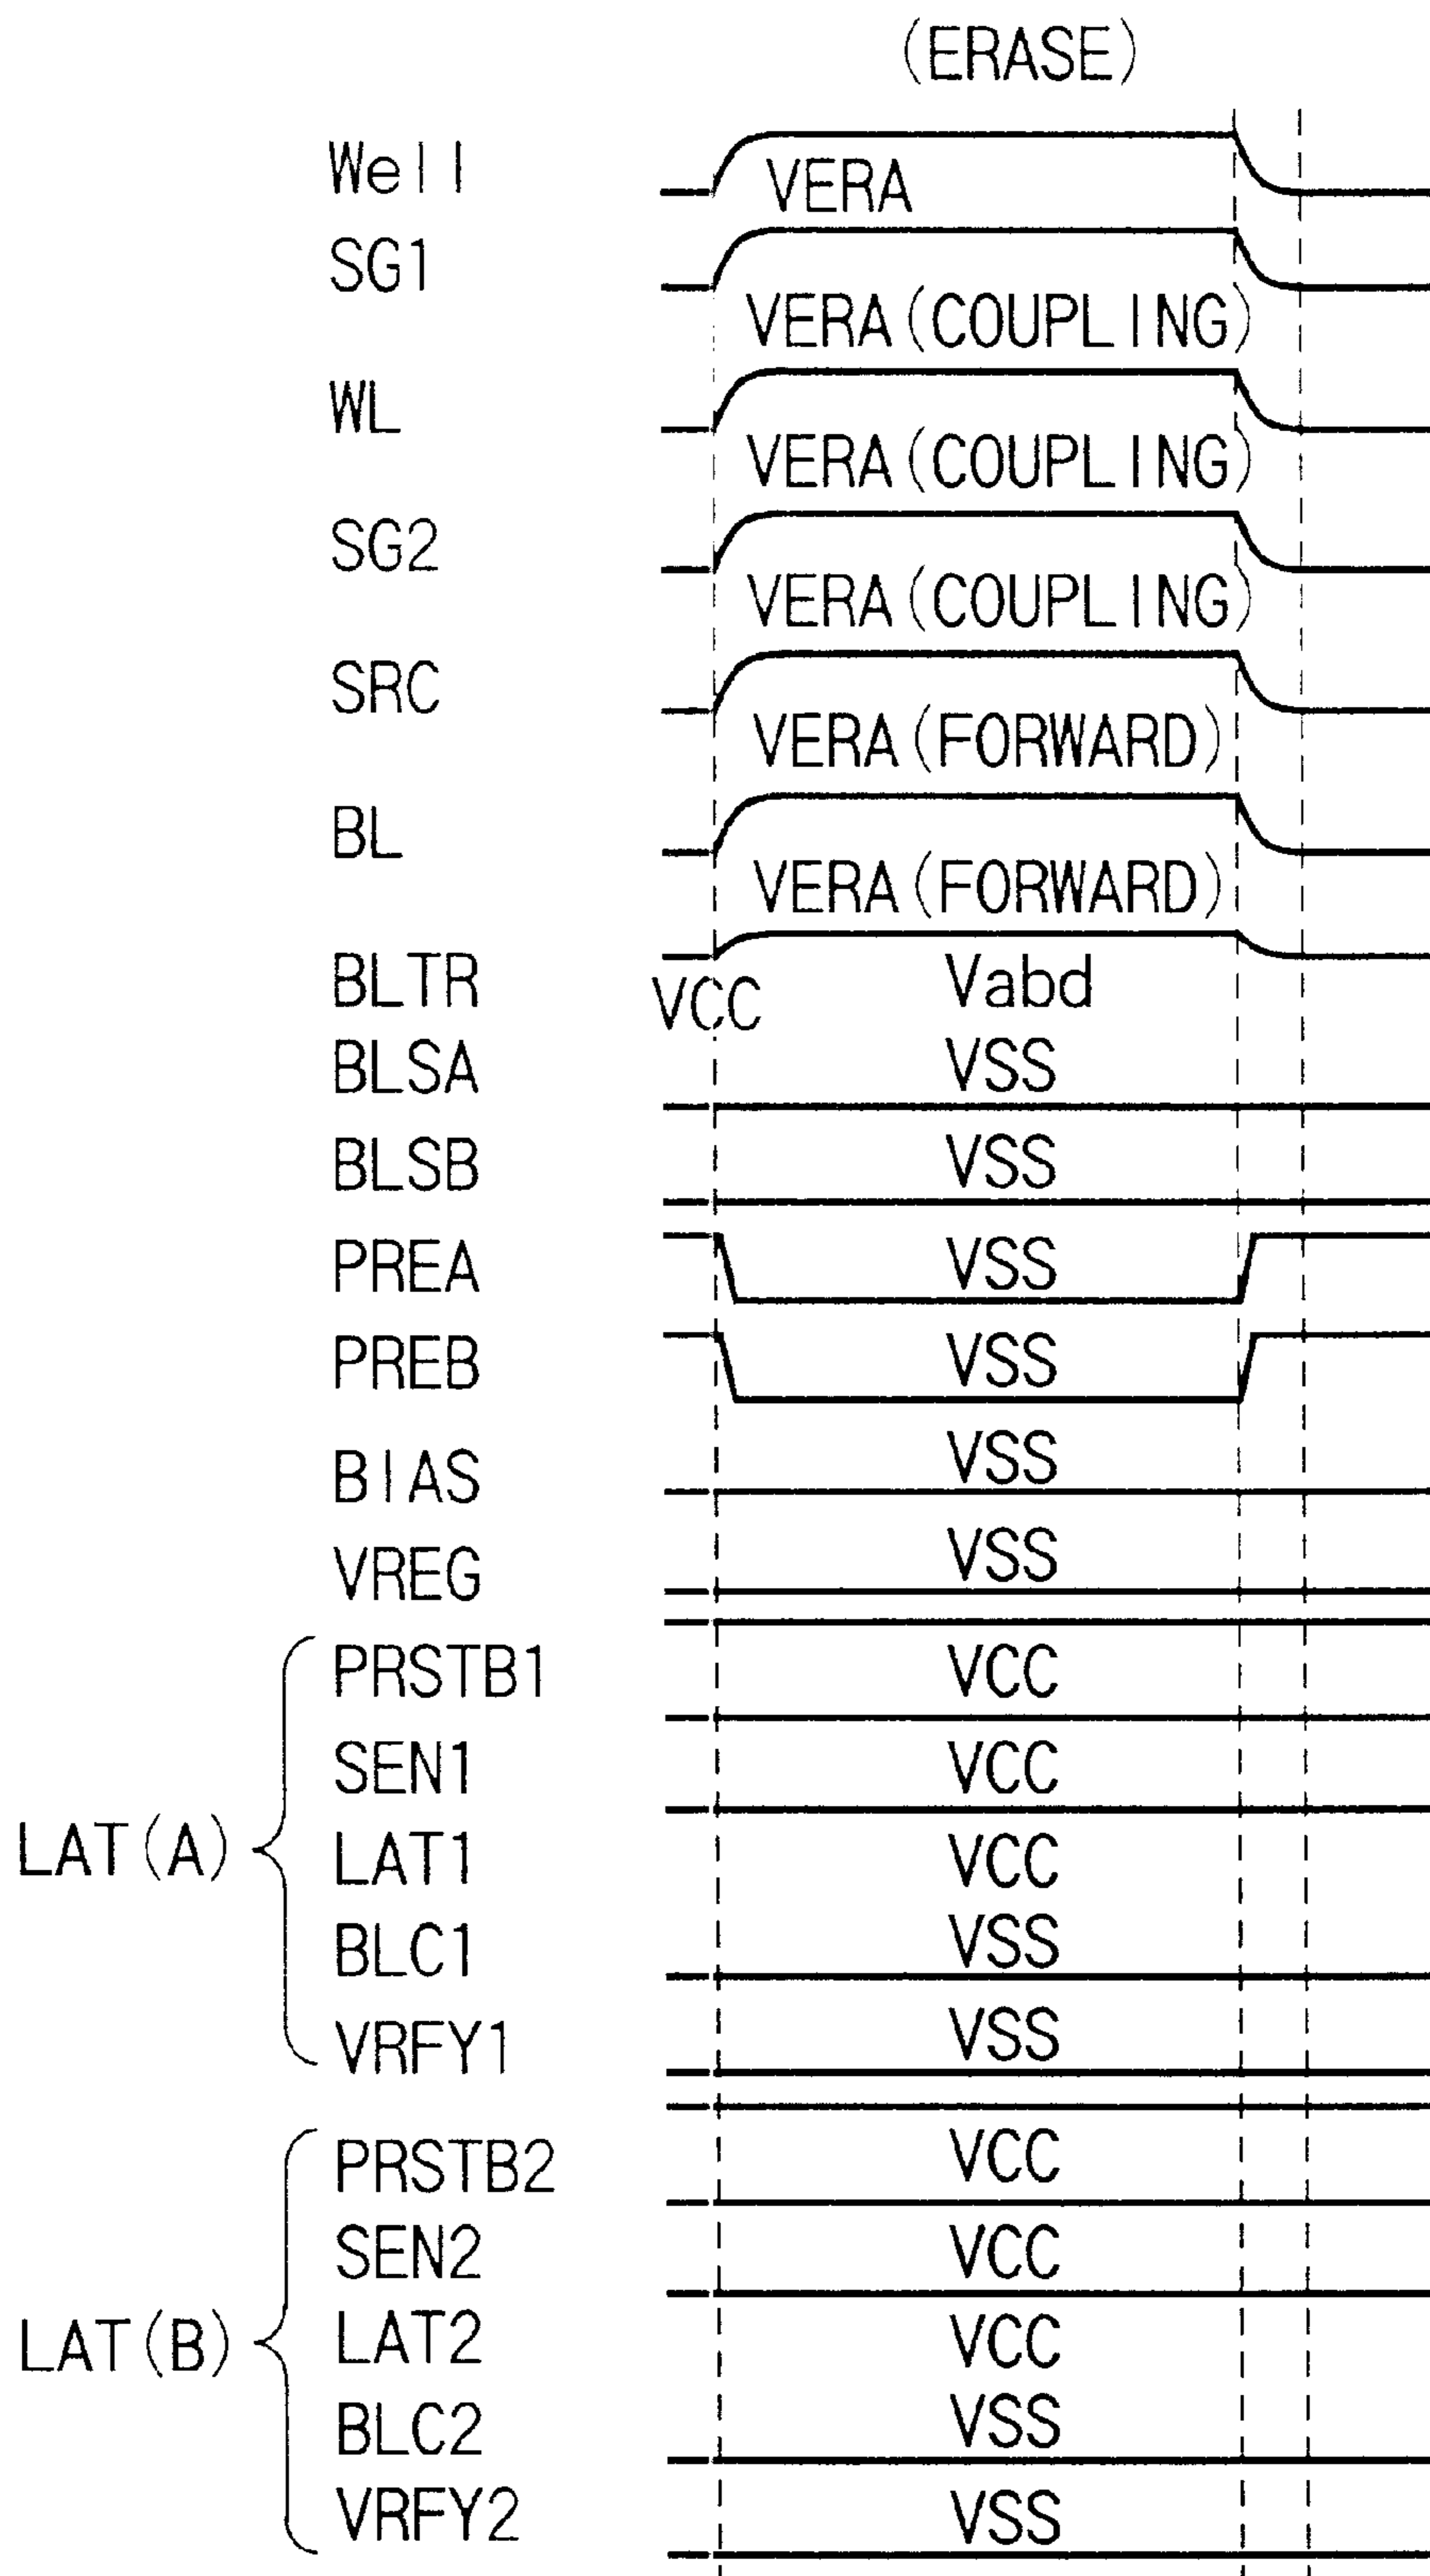 (ERASE)
Well VERA
SG1 VERA(COUPLING)
WL VERA(COUPLING)
SG2 VERA(COUPLING)
SRC VERA(FORWARD)
BL VERA(FORWARD)
BLTR VCC Vabd
BLSA VSS
BLSB VSS
PREA VSS
PREB VSS
BIAS VSS
VREG VSS
PRSTB1 VCC
SEN1 VCC
LAT(A) LAT1 VCC
BLC1 VSS
VRFY1 VSS
PRSTB2 VCC
SEN2 VCC
LAT(B) LAT2 VCC
BLC2 VSS
VRFY2 VSS